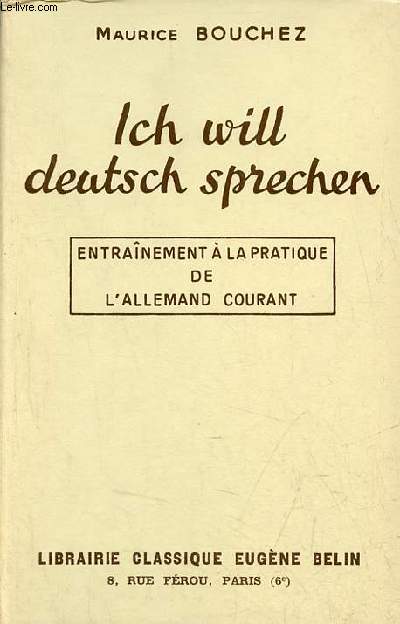 © Le-livre.com
MAURICE BOUCHEZ
Ich will
deutsch sprechen
ENTRAÎNEMENT À LA PRATIQUE
DE
L'ALLEMAND COURANT
LIBRAIRIE CLASSIQUE EUGÈNE BELIN
8, RUE FÉROU, PARIS (6ᵉ)